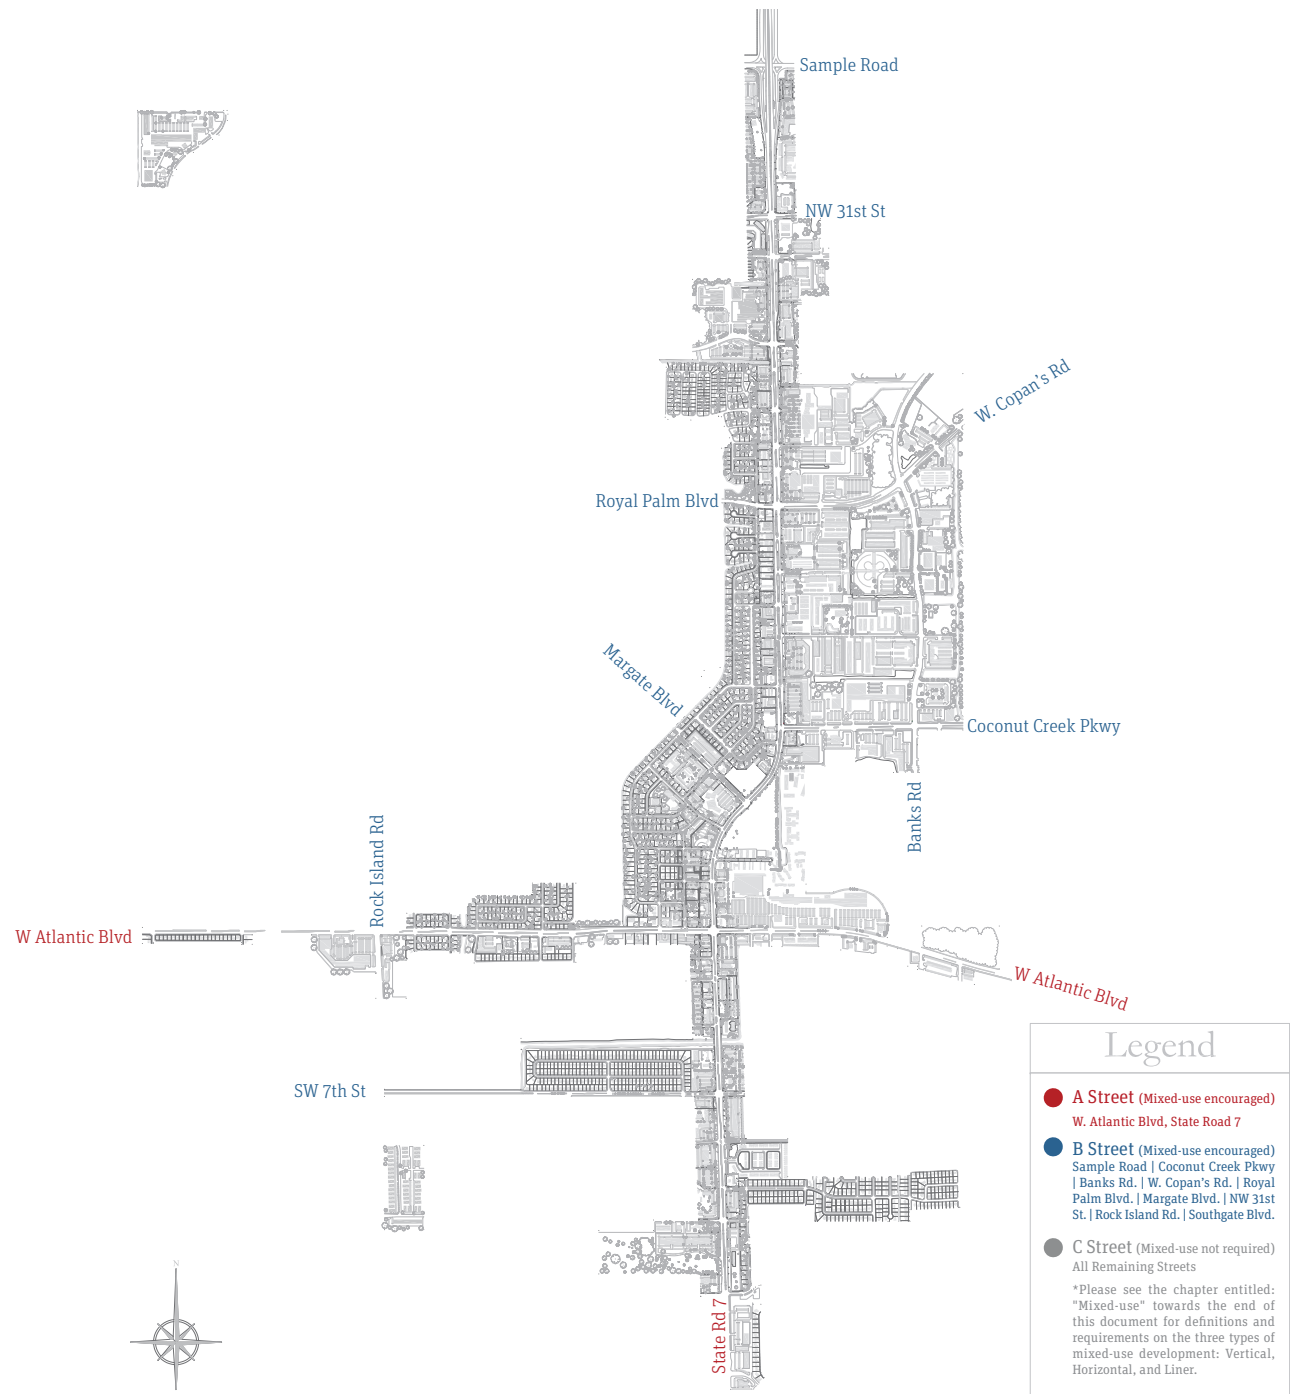 Sample Road
NW 31st St
W. Copan's Rd
Royal Palm Blvd
Margate Blvd
Coconut Creek Pkwy
Banks Rd
Rock Island Rd
W Atlantic Blvd
W Atlantic Blvd
SW 7th St
State Rd 7
N
Legend
A Street (Mixed-use encouraged)
W. Atlantic Blvd, State Road 7
B Street (Mixed-use encouraged)
Sample Road | Coconut Creek Pkwy
| Banks Rd. | W. Copan's Rd. | Royal
Palm Blvd. | Margate Blvd. | NW 31st
St. | Rock Island Rd. | Southgate Blvd.
C Street (Mixed-use not required)
All Remaining Streets
*Please see the chapter entitled:
"Mixed-use" towards the end of
this document for definitions and
requirements on the three types of
mixed-use development: Vertical,
Horizontal, and Liner.